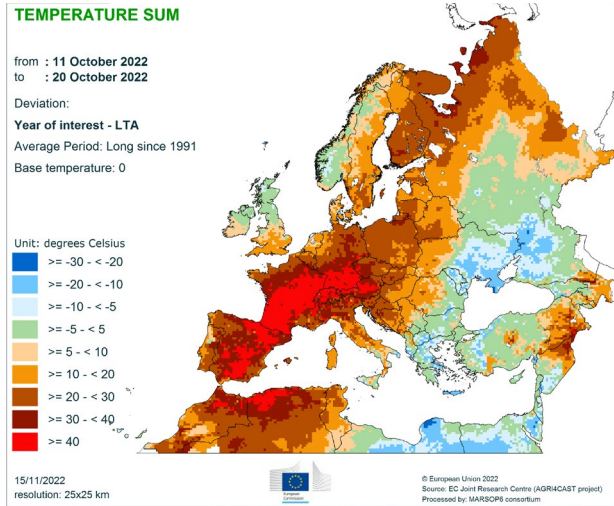 TEMPERATURE SUM
from : 11 October 2022
to : 20 October 2022
Deviation:
Year of interest - LTA
Average Period: Long since 1991
Base temperature: 0
Unit: degrees Celsius
>= -30 - < -20
>= -20 - < -10
>= -10 - < -5
>= -5 - < 5
>= 5 - < 10
>= 10 - < 20
>= 20 - < 30
>= 30 - < 40
>= 40
15/11/2022
resolution: 25x25 km
European
Commission
© European Union 2022
Source: EC Joint Research Centre (AGRI4CAST project)
Processed by: MARSOP6 consortium